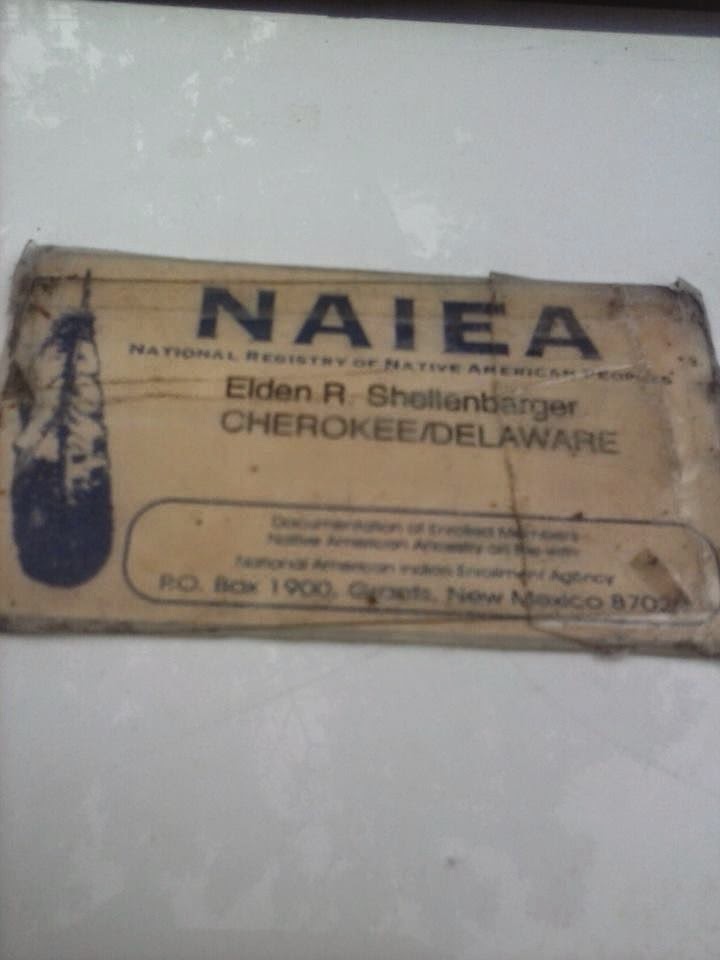 NAIEA
NATIONAL REGISTRY OF NATIVE AMERICAN PEOPLES
Elden R. Shellenbarger
CHEROKEE/DELAWARE
Documentation of Enrolled Members
Native American Ancestry on file with
National American Indian Enrollment Agency
P.O. Box 1900, Grants, New Mexico